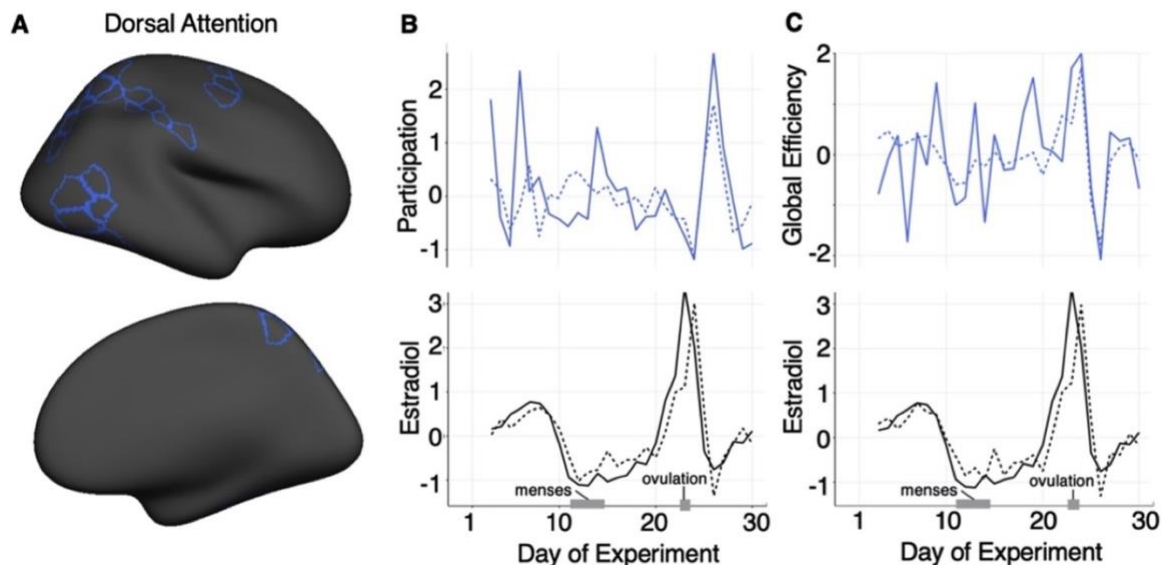 A Dorsal Attention
B
Participation
2
1
0
-1
Estradiol
3
2
1
0
-1
menses
ovulation
1 10 20 30
Day of Experiment
C
Global Efficiency
2
0
-2
Estradiol
3
2
1
0
-1
menses
ovulation
1 10 20 30
Day of Experiment